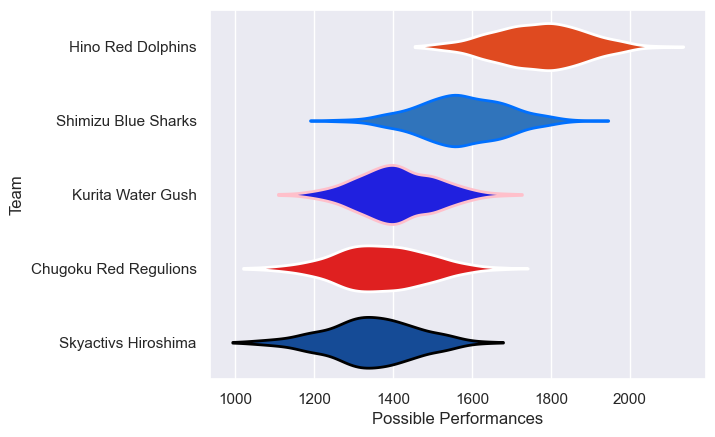 Hino Red Dolphins
Shimizu Blue Sharks
Kurita Water Gush
Chugoku Red Regulions
Skyactivs Hiroshima
Team
1000 1200 1400 1600 1800 2000
Possible Performances